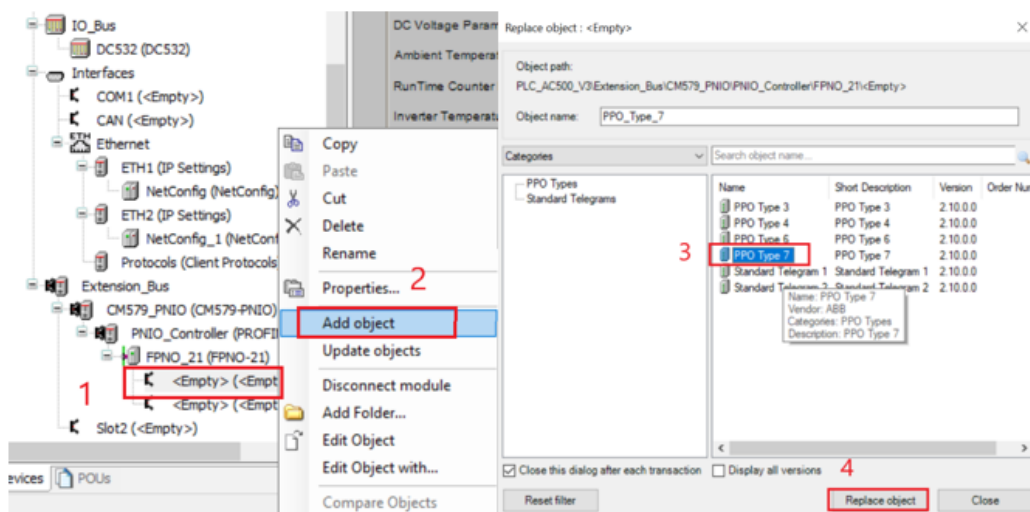 IO_Bus
DC532 (DC532)
Interfaces
COM1 (<Empty>)
CAN (<Empty>)
Ethernet
ETH1 (IP Settings)
NetConfig (NetConfig)
ETH2 (IP Settings)
NetConfig_1 (NetConf
Protocols (Client Protocols
Extension_Bus
CM579_PNIO (CM579-PNIO)
PNIO_Controller (PROFI
FPNO_21 (FPNO-21)
1
<Empty> (<Empt
<Empty> (<Empt
Slot2 (<Empty>)
evices
POUs
DC Voltage Param
Ambient Temperat
RunTime Counter
Inverter Temperat
Copy
Paste
Cut
Delete
Rename
Properties...
2
Add object
Update objects
Disconnect module
Add Folder...
Edit Object
Edit Object with...
Compare Objects
Replace object : <Empty>
Object path:
PLC_AC500_V3\Extension_Bus\CM579_PNIO\PNIO_Controller\FPNO_21\<Empty>
Object name: PPO_Type_7
Categories
Search object name...
PPO Types
Standard Telegrams
Name Short Description Version Order Nur
PPO Type 3 PPO Type 3 2.10.0.0
PPO Type 4 PPO Type 4 2.10.0.0
PPO Type 6 PPO Type 6 2.10.0.0
3
PPO Type 7 PPO Type 7 2.10.0.0
Standard Telegram 1 Standard Telegram 1 2.10.0.0
Standard Telegram 2 Standard Telegram 2 2.10.0.0
Name: PPO Type 7
Vendor: ABB
Categories: PPO Types
Description: PPO Type 7
Close this dialog after each transaction
Display all versions
4
Reset filter
Replace object
Close